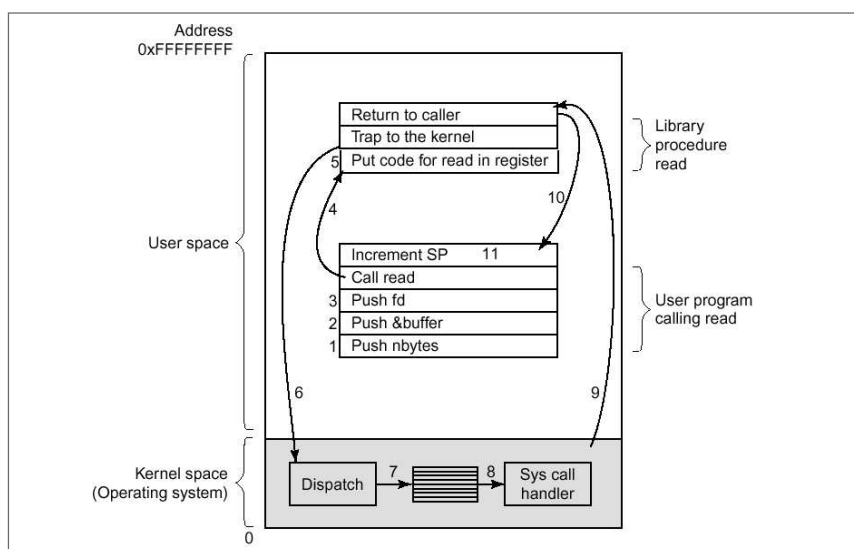 Address
0xFFFFFFFF
Return to caller
Trap to the kernel
5 Put code for read in register
Library
procedure
read
4
10
User space
Increment SP 11
Call read
3 Push fd
2 Push &buffer
1 Push nbytes
User program
calling read
6
9
Kernel space
(Operating system)
Dispatch
7
8
Sys call
handler
0